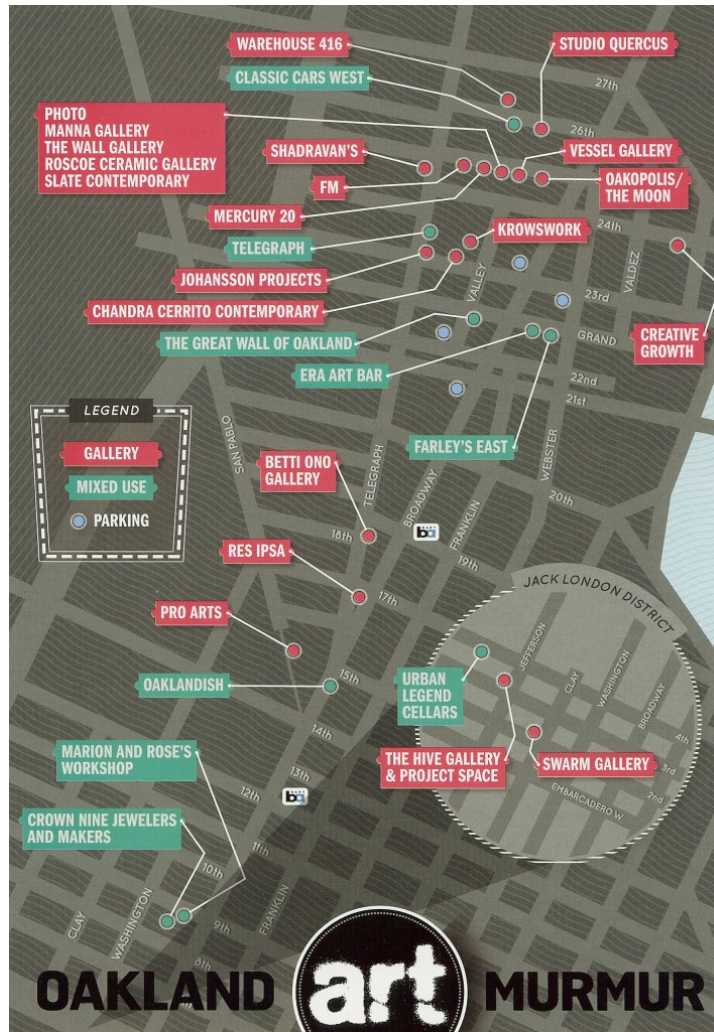 WAREHOUSE 416
STUDIO QUERCUS
CLASSIC CARS WEST
27th
PHOTO
MANNA GALLERY
THE WALL GALLERY
ROSCOE CERAMIC GALLERY
SLATE CONTEMPORARY
26th
SHADRAVAN'S
VESSEL GALLERY
FM
OAKOPOLIS/
THE MOON
MERCURY 20
24th
KROWSWORK
TELEGRAPH
JOHANSSON PROJECTS
VALLEY
VALDEZ
23rd
CHANDRA CERRITO CONTEMPORARY
THE GREAT WALL OF OAKLAND
GRAND
CREATIVE
GROWTH
ERA ART BAR
22nd
21st
LEGEND
GALLERY
MIXED USE
PARKING
SAN PABLO
TELEGRAPH
BROADWAY
FRANKLIN
WEBSTER
FARLEY'S EAST
BETTI ONO
GALLERY
20th
18th
ba
19th
RES IPSA
17th
JACK LONDON DISTRICT
PRO ARTS
JEFFERSON
CLAY
WASHINGTON
BROADWAY
OAKLANDISH
15th
URBAN
LEGEND
CELLARS
14th
4th
MARION AND ROSE'S
WORKSHOP
THE HIVE GALLERY
& PROJECT SPACE
SWARM GALLERY
3rd
13th
2nd
12th
ba
EMBARCADERO W
CROWN NINE JEWELERS
AND MAKERS
11th
10th
CLAY
WASHINGTON
FRANKLIN
9th
8th
OAKLAND art MURMUR